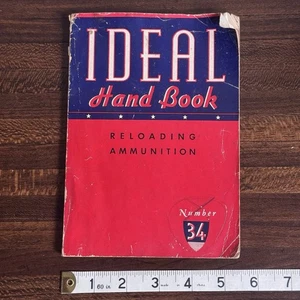 IDEAL
Hand Book
RELOADING
AMMUNITION
Number
34
1 2 3 4 5 6 7